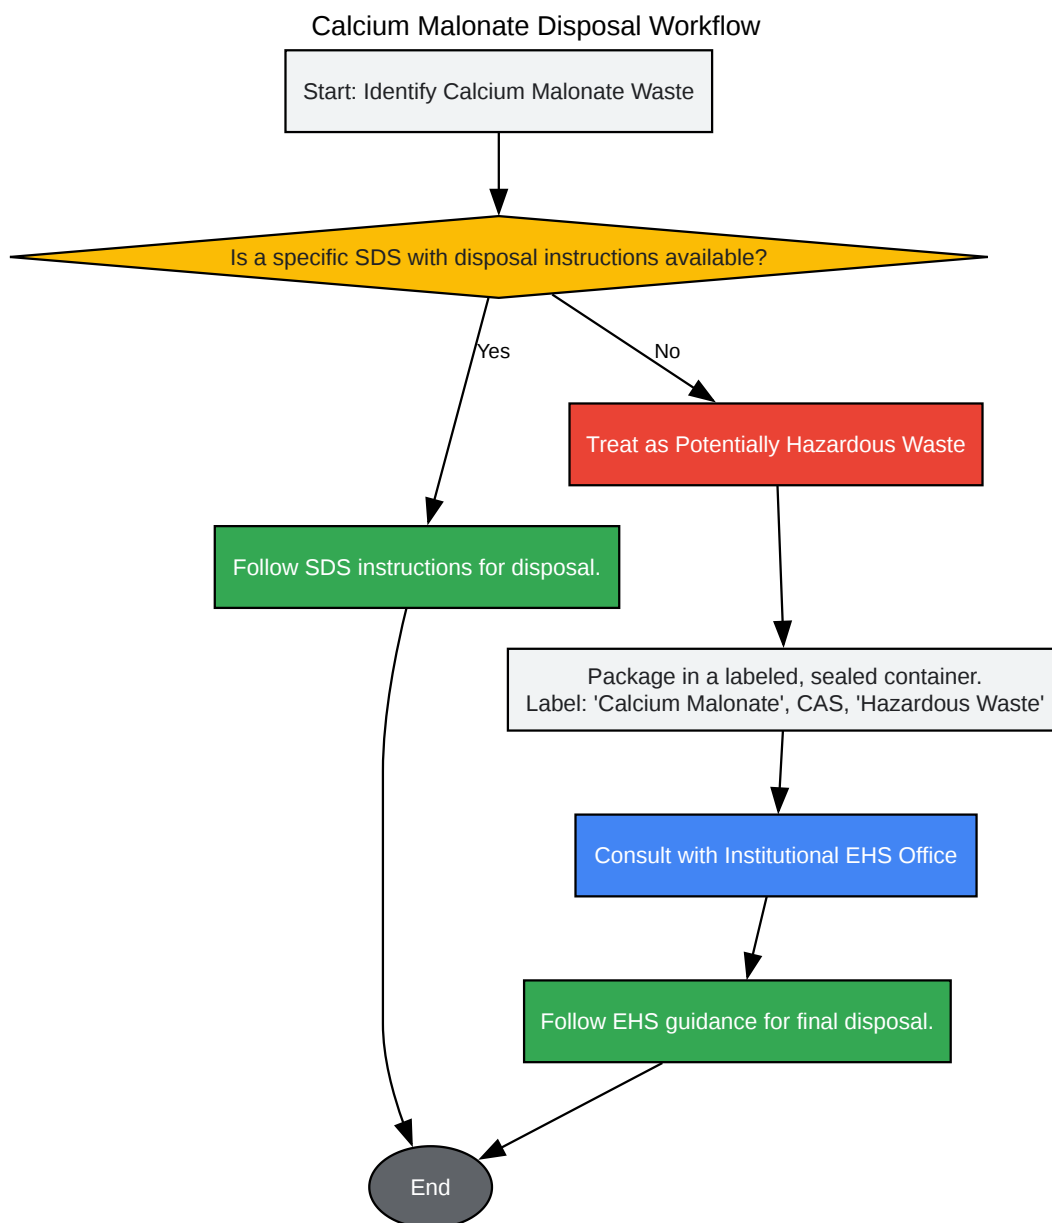 Calcium Malonate Disposal Workflow
Start: Identify Calcium Malonate Waste
Is a specific SDS with disposal instructions available?
Yes
No
Treat as Potentially Hazardous Waste
Follow SDS instructions for disposal.
Package in a labeled, sealed container.
Label: 'Calcium Malonate', CAS, 'Hazardous Waste'
Consult with Institutional EHS Office
Follow EHS guidance for final disposal.
End